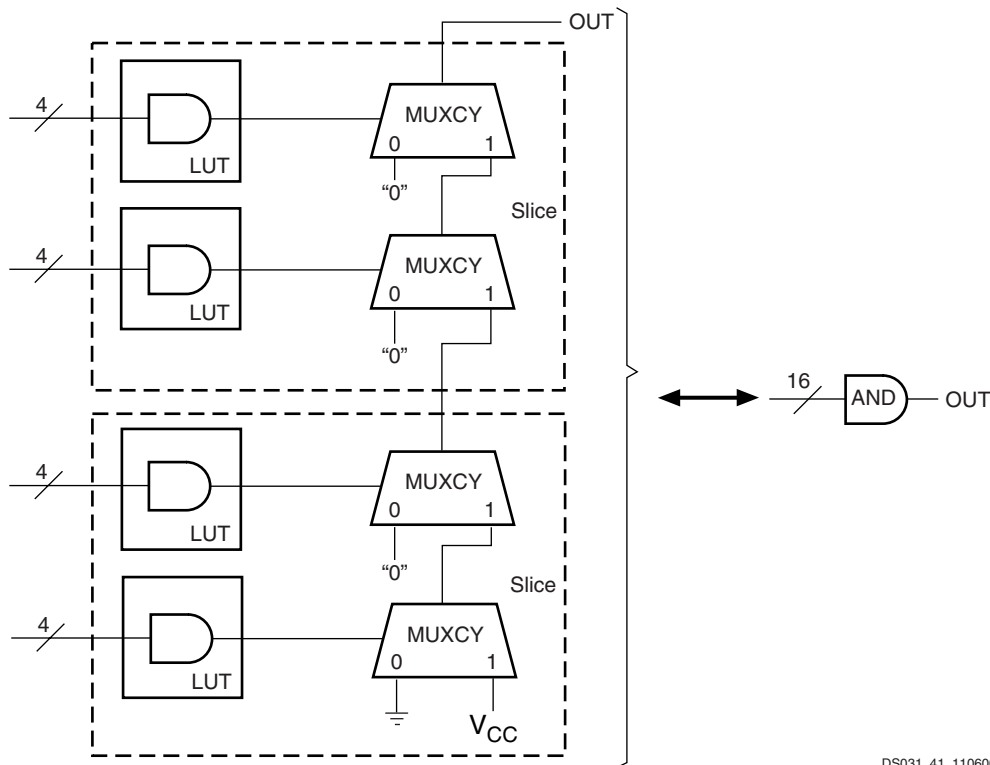 OUT
4
LUT
MUXCY
0 1
“0”
Slice
4
LUT
MUXCY
0 1
“0”
16
AND
OUT
4
LUT
MUXCY
0 1
“0”
Slice
4
LUT
MUXCY
0 1
VCC